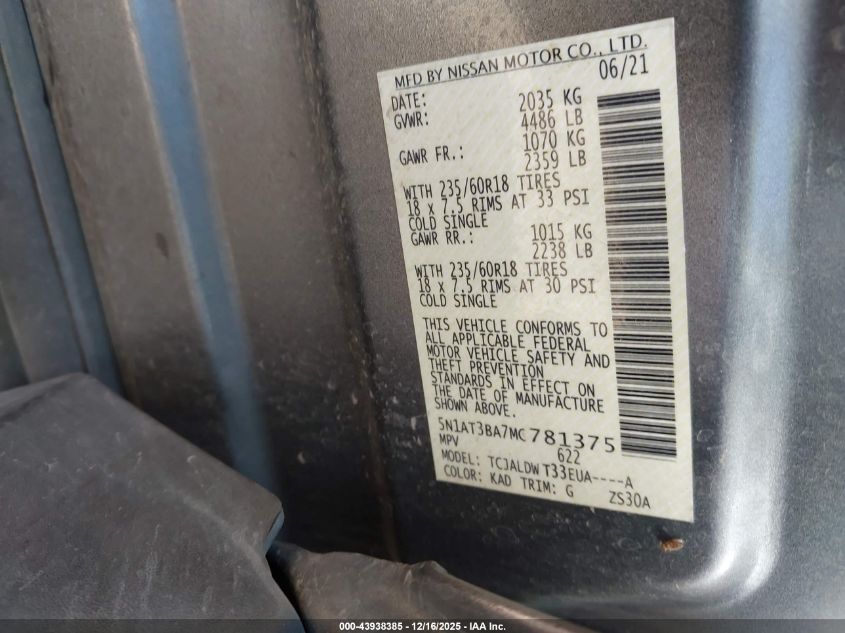 MFD BY NISSAN MOTOR CO., LTD.
DATE: 06/21
GVWR: 2035 KG
4486 LB
GAWR FR.: 1070 KG
2359 LB
WITH 235/60R18 TIRES
18 x 7.5 RIMS AT 33 PSI
COLD SINGLE
GAWR RR.: 1015 KG
2238 LB
WITH 235/60R18 TIRES
18 x 7.5 RIMS AT 30 PSI
COLD SINGLE
THIS VEHICLE CONFORMS TO
ALL APPLICABLE FEDERAL
MOTOR VEHICLE SAFETY AND
THEFT PREVENTION
STANDARDS IN EFFECT ON
THE DATE OF MANUFACTURE
SHOWN ABOVE.
5N1AT3BA7MC781375
MPV 622
MODEL: TCJALDWT33EUA----A
COLOR: KAD TRIM: G ZS30A
000-43938385 - 12/16/2025 - IAA Inc.